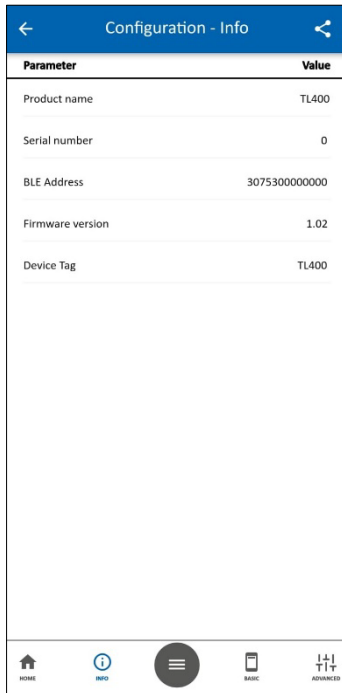 Configuration - Info
Parameter Value
Product name TL400
Serial number 0
BLE Address 3075300000000
Firmware version 1.02
Device Tag TL400
HOME INFO BASIC ADVANCED